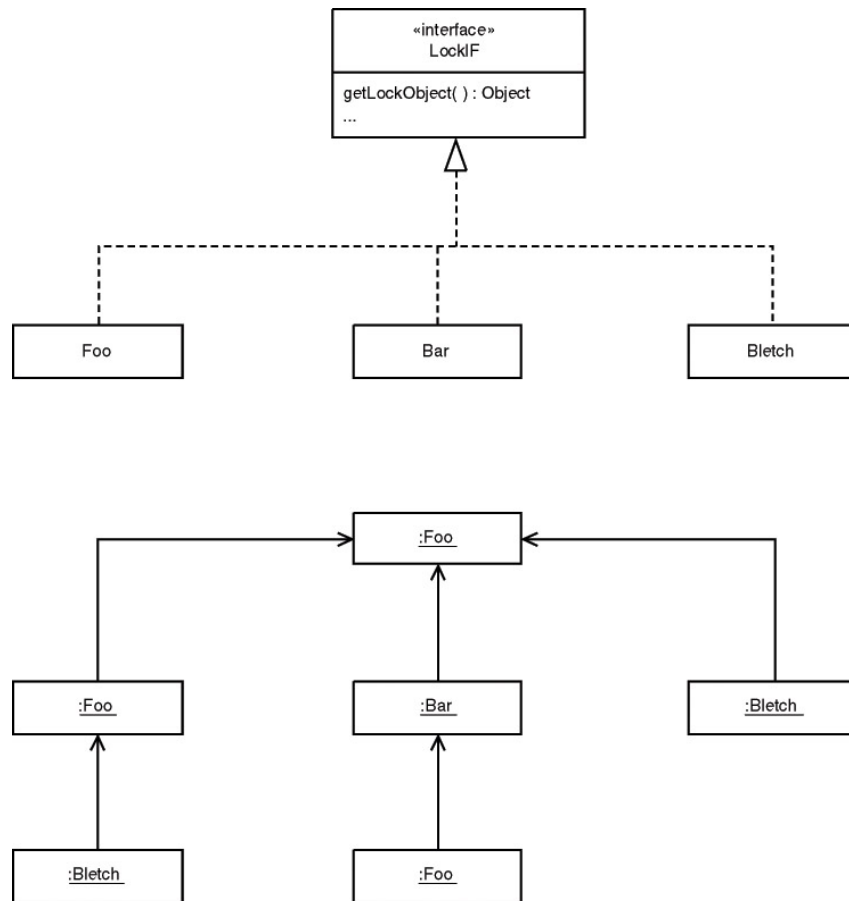 «interface»
LockIF
getLockObject( ) : Object
...
Foo
Bar
Bletch
:Foo
:Foo
:Bar
:Bletch
:Bletch
:Foo